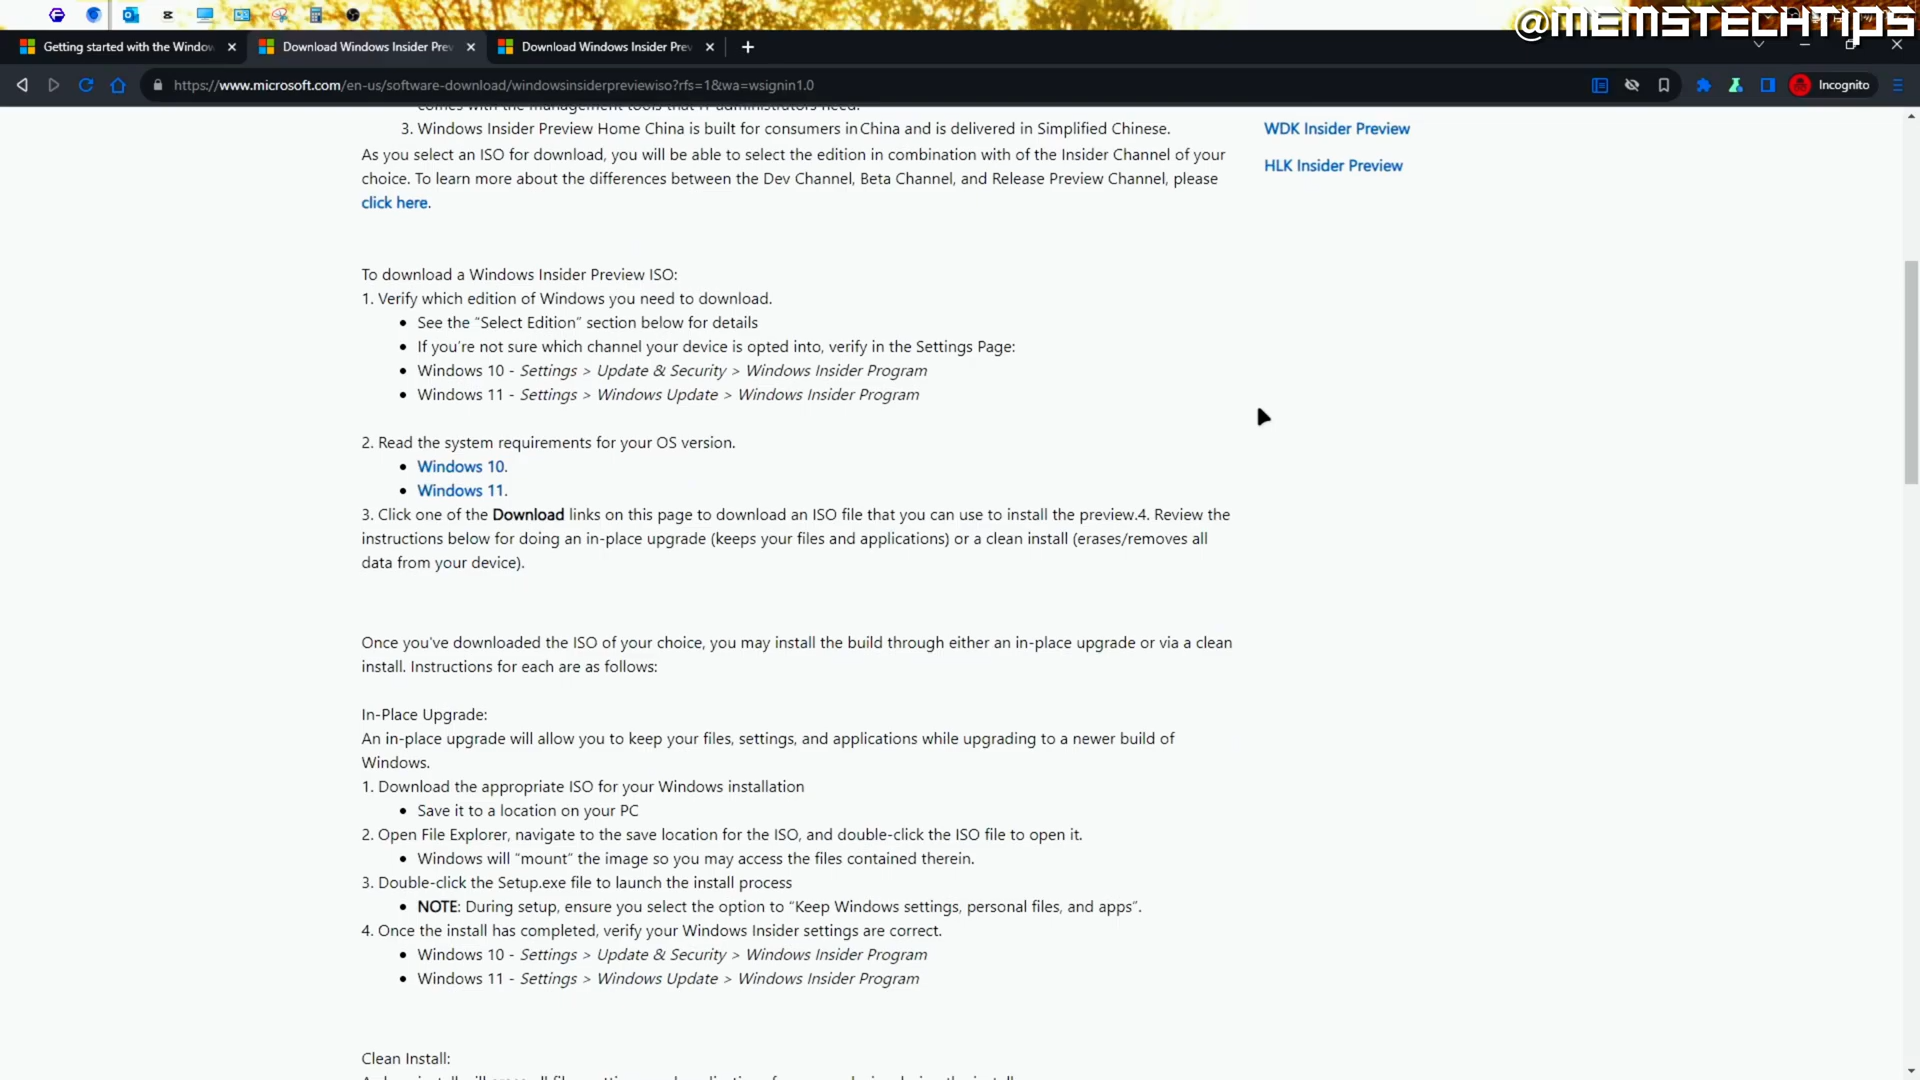 @MEMSTECHTIPS
Getting started with the Window
Download Windows Insider Prev
Download Windows Insider Prev
https://www.microsoft.com/en-us/software-download/windowsinsiderpreviewiso?rfs=1&wa=wsignin1.0
Incognito
comes with the management tools that IT administrators need.
3. Windows Insider Preview Home China is built for consumers in China and is delivered in Simplified Chinese.
As you select an ISO for download, you will be able to select the edition in combination with of the Insider Channel of your
choice. To learn more about the differences between the Dev Channel, Beta Channel, and Release Preview Channel, please
click here.
WDK Insider Preview
HLK Insider Preview
To download a Windows Insider Preview ISO:
1. Verify which edition of Windows you need to download.
• See the “Select Edition” section below for details
• If you’re not sure which channel your device is opted into, verify in the Settings Page:
• Windows 10 - Settings > Update & Security > Windows Insider Program
• Windows 11 - Settings > Windows Update > Windows Insider Program
2. Read the system requirements for your OS version.
• Windows 10.
• Windows 11.
3. Click one of the Download links on this page to download an ISO file that you can use to install the preview.4. Review the
instructions below for doing an in-place upgrade (keeps your files and applications) or a clean install (erases/removes all
data from your device).
Once you've downloaded the ISO of your choice, you may install the build through either an in-place upgrade or via a clean
install. Instructions for each are as follows:
In-Place Upgrade:
An in-place upgrade will allow you to keep your files, settings, and applications while upgrading to a newer build of
Windows.
1. Download the appropriate ISO for your Windows installation
• Save it to a location on your PC
2. Open File Explorer, navigate to the save location for the ISO, and double-click the ISO file to open it.
• Windows will “mount” the image so you may access the files contained therein.
3. Double-click the Setup.exe file to launch the install process
• NOTE: During setup, ensure you select the option to “Keep Windows settings, personal files, and apps”.
4. Once the install has completed, verify your Windows Insider settings are correct.
• Windows 10 - Settings > Update & Security > Windows Insider Program
• Windows 11 - Settings > Windows Update > Windows Insider Program
Clean Install: